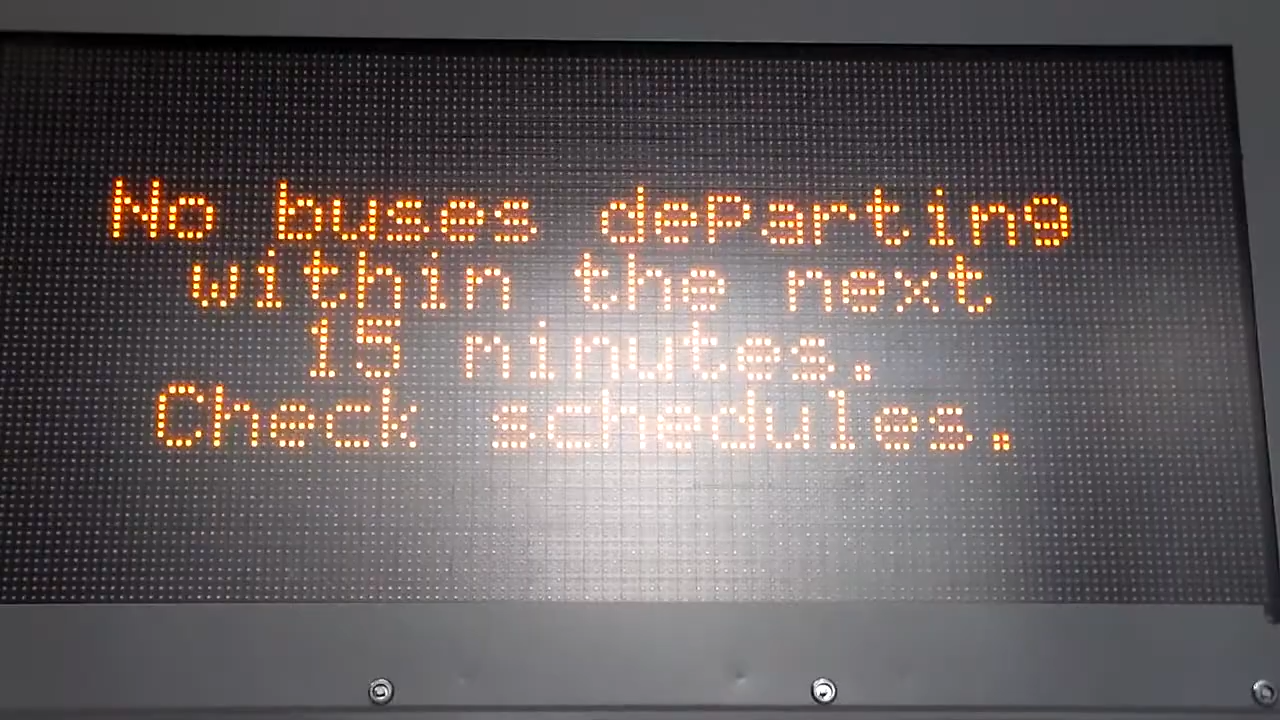 No buses departing
within the next
15 minutes.
Check schedules.